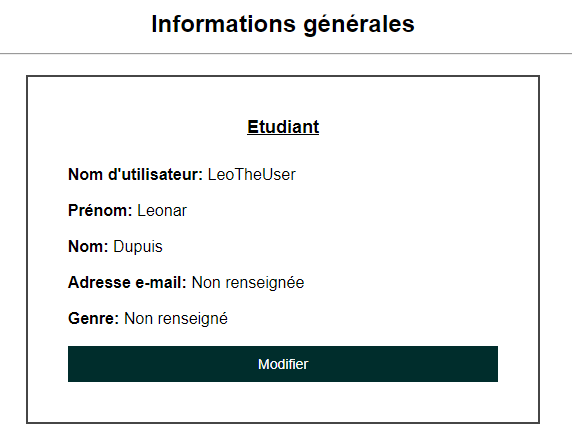 Informations générales
Etudiant
Nom d'utilisateur: LeoTheUser
Prénom: Leonar
Nom: Dupuis
Adresse e-mail: Non renseignée
Genre: Non renseigné
Modifier